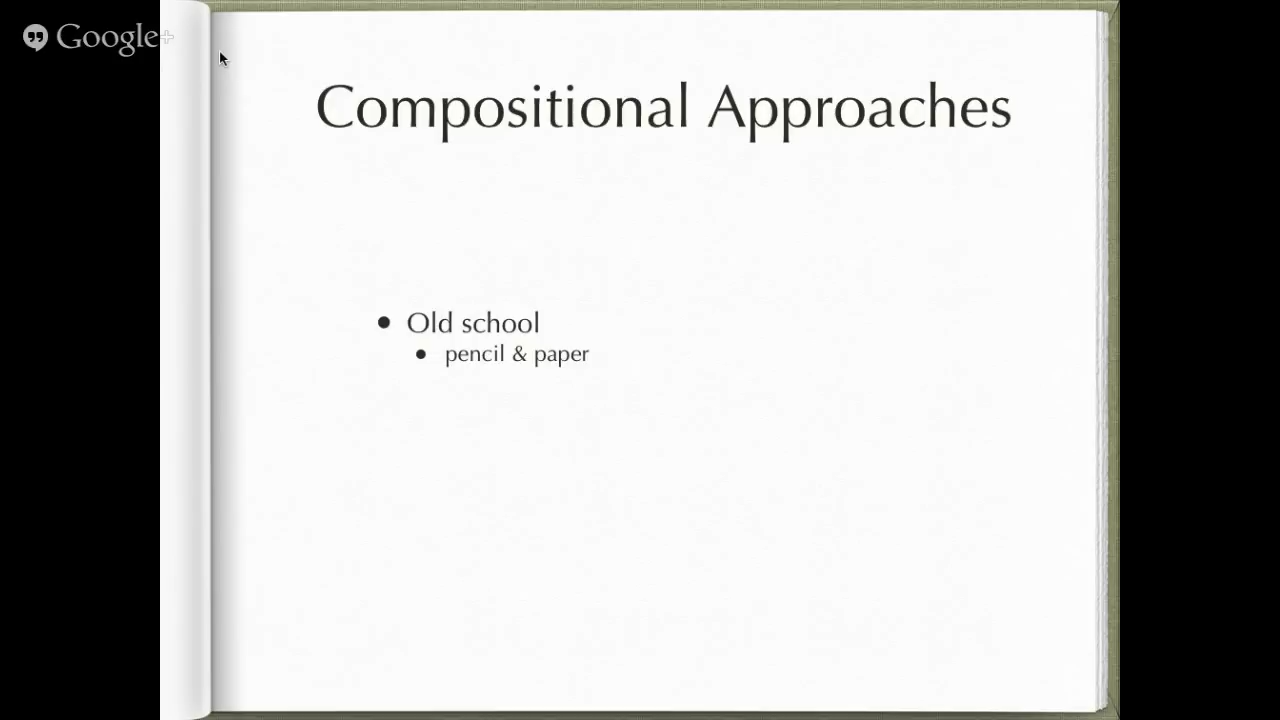 Google+
Compositional Approaches
• Old school
• pencil & paper